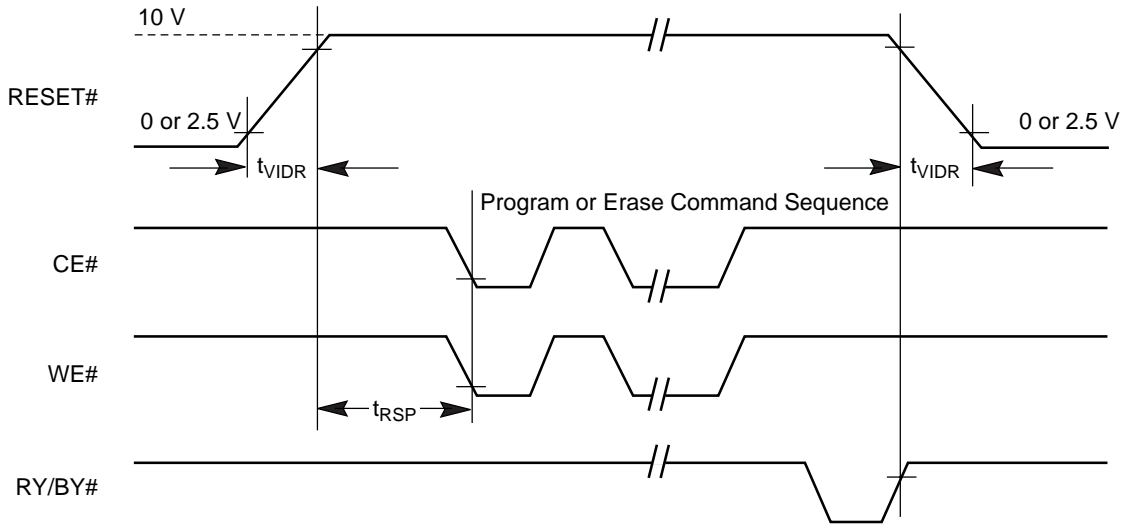 10 V
RESET#
0 or 2.5 V
0 or 2.5 V
tVIDR
tVIDR
Program or Erase Command Sequence
CE#
WE#
tRSP
RY/BY#